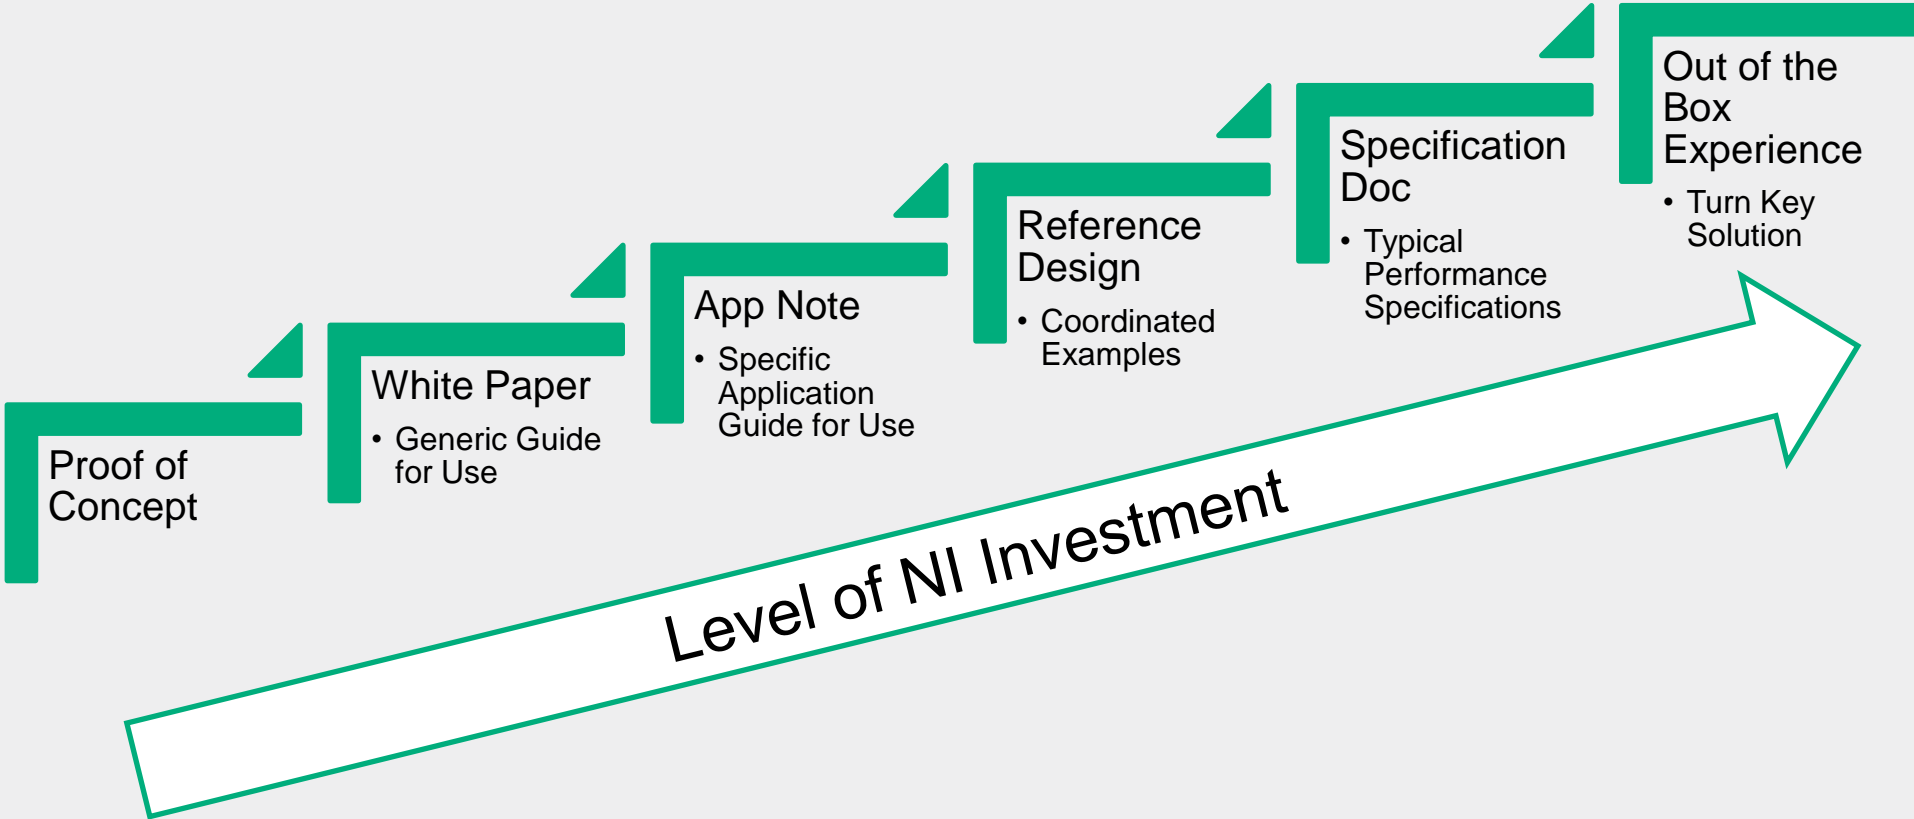 Proof of
Concept
White Paper
• Generic Guide
for Use
App Note
• Specific
Application
Guide for Use
Reference
Design
• Coordinated
Examples
Specification
Doc
• Typical
Performance
Specifications
Out of the
Box
Experience
• Turn Key
Solution
Level of NI Investment